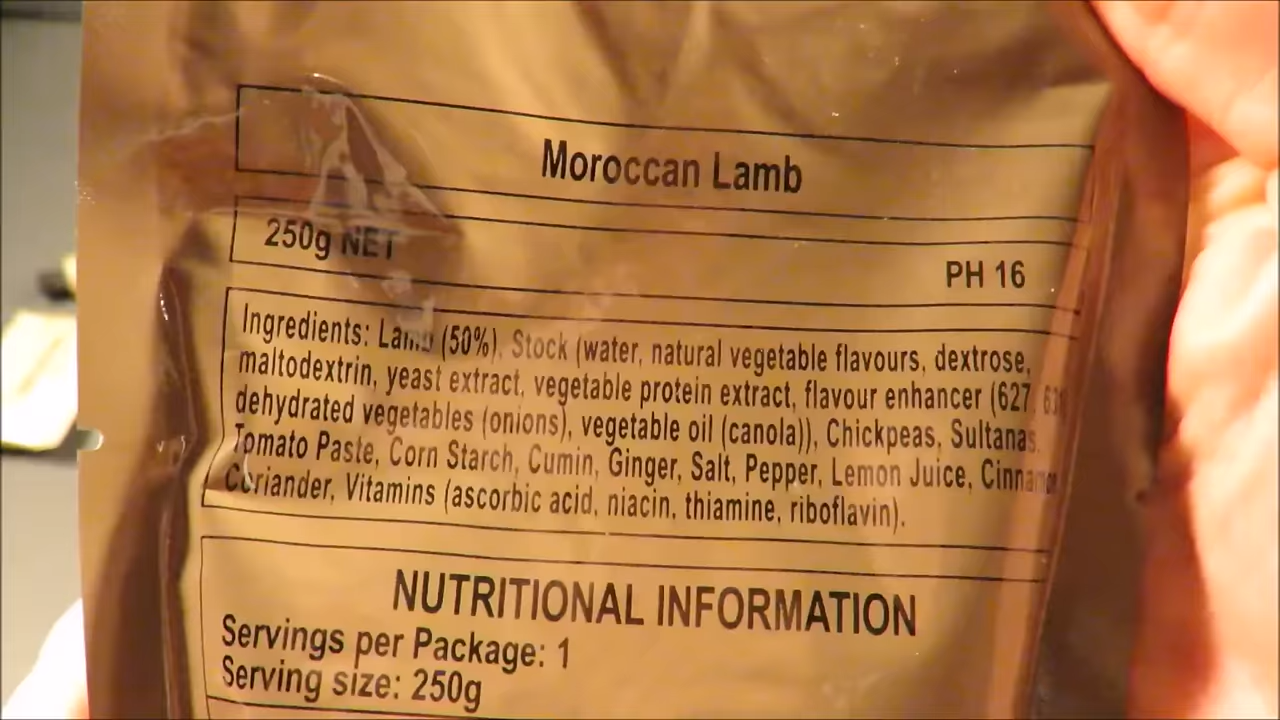 Moroccan Lamb
250g NET
PH 16
Ingredients: Lamb (50%), Stock (water, natural vegetable flavours, dextrose,
maltodextrin, yeast extract, vegetable protein extract, flavour enhancer (627,
dehydrated vegetables (onions), vegetable oil (canola)), Chickpeas, Sultanas,
Tomato Paste, Corn Starch, Cumin, Ginger, Salt, Pepper, Lemon Juice, Cinnamon,
Coriander, Vitamins (ascorbic acid, niacin, thiamine, riboflavin).
NUTRITIONAL INFORMATION
Servings per Package: 1
Serving size: 250g